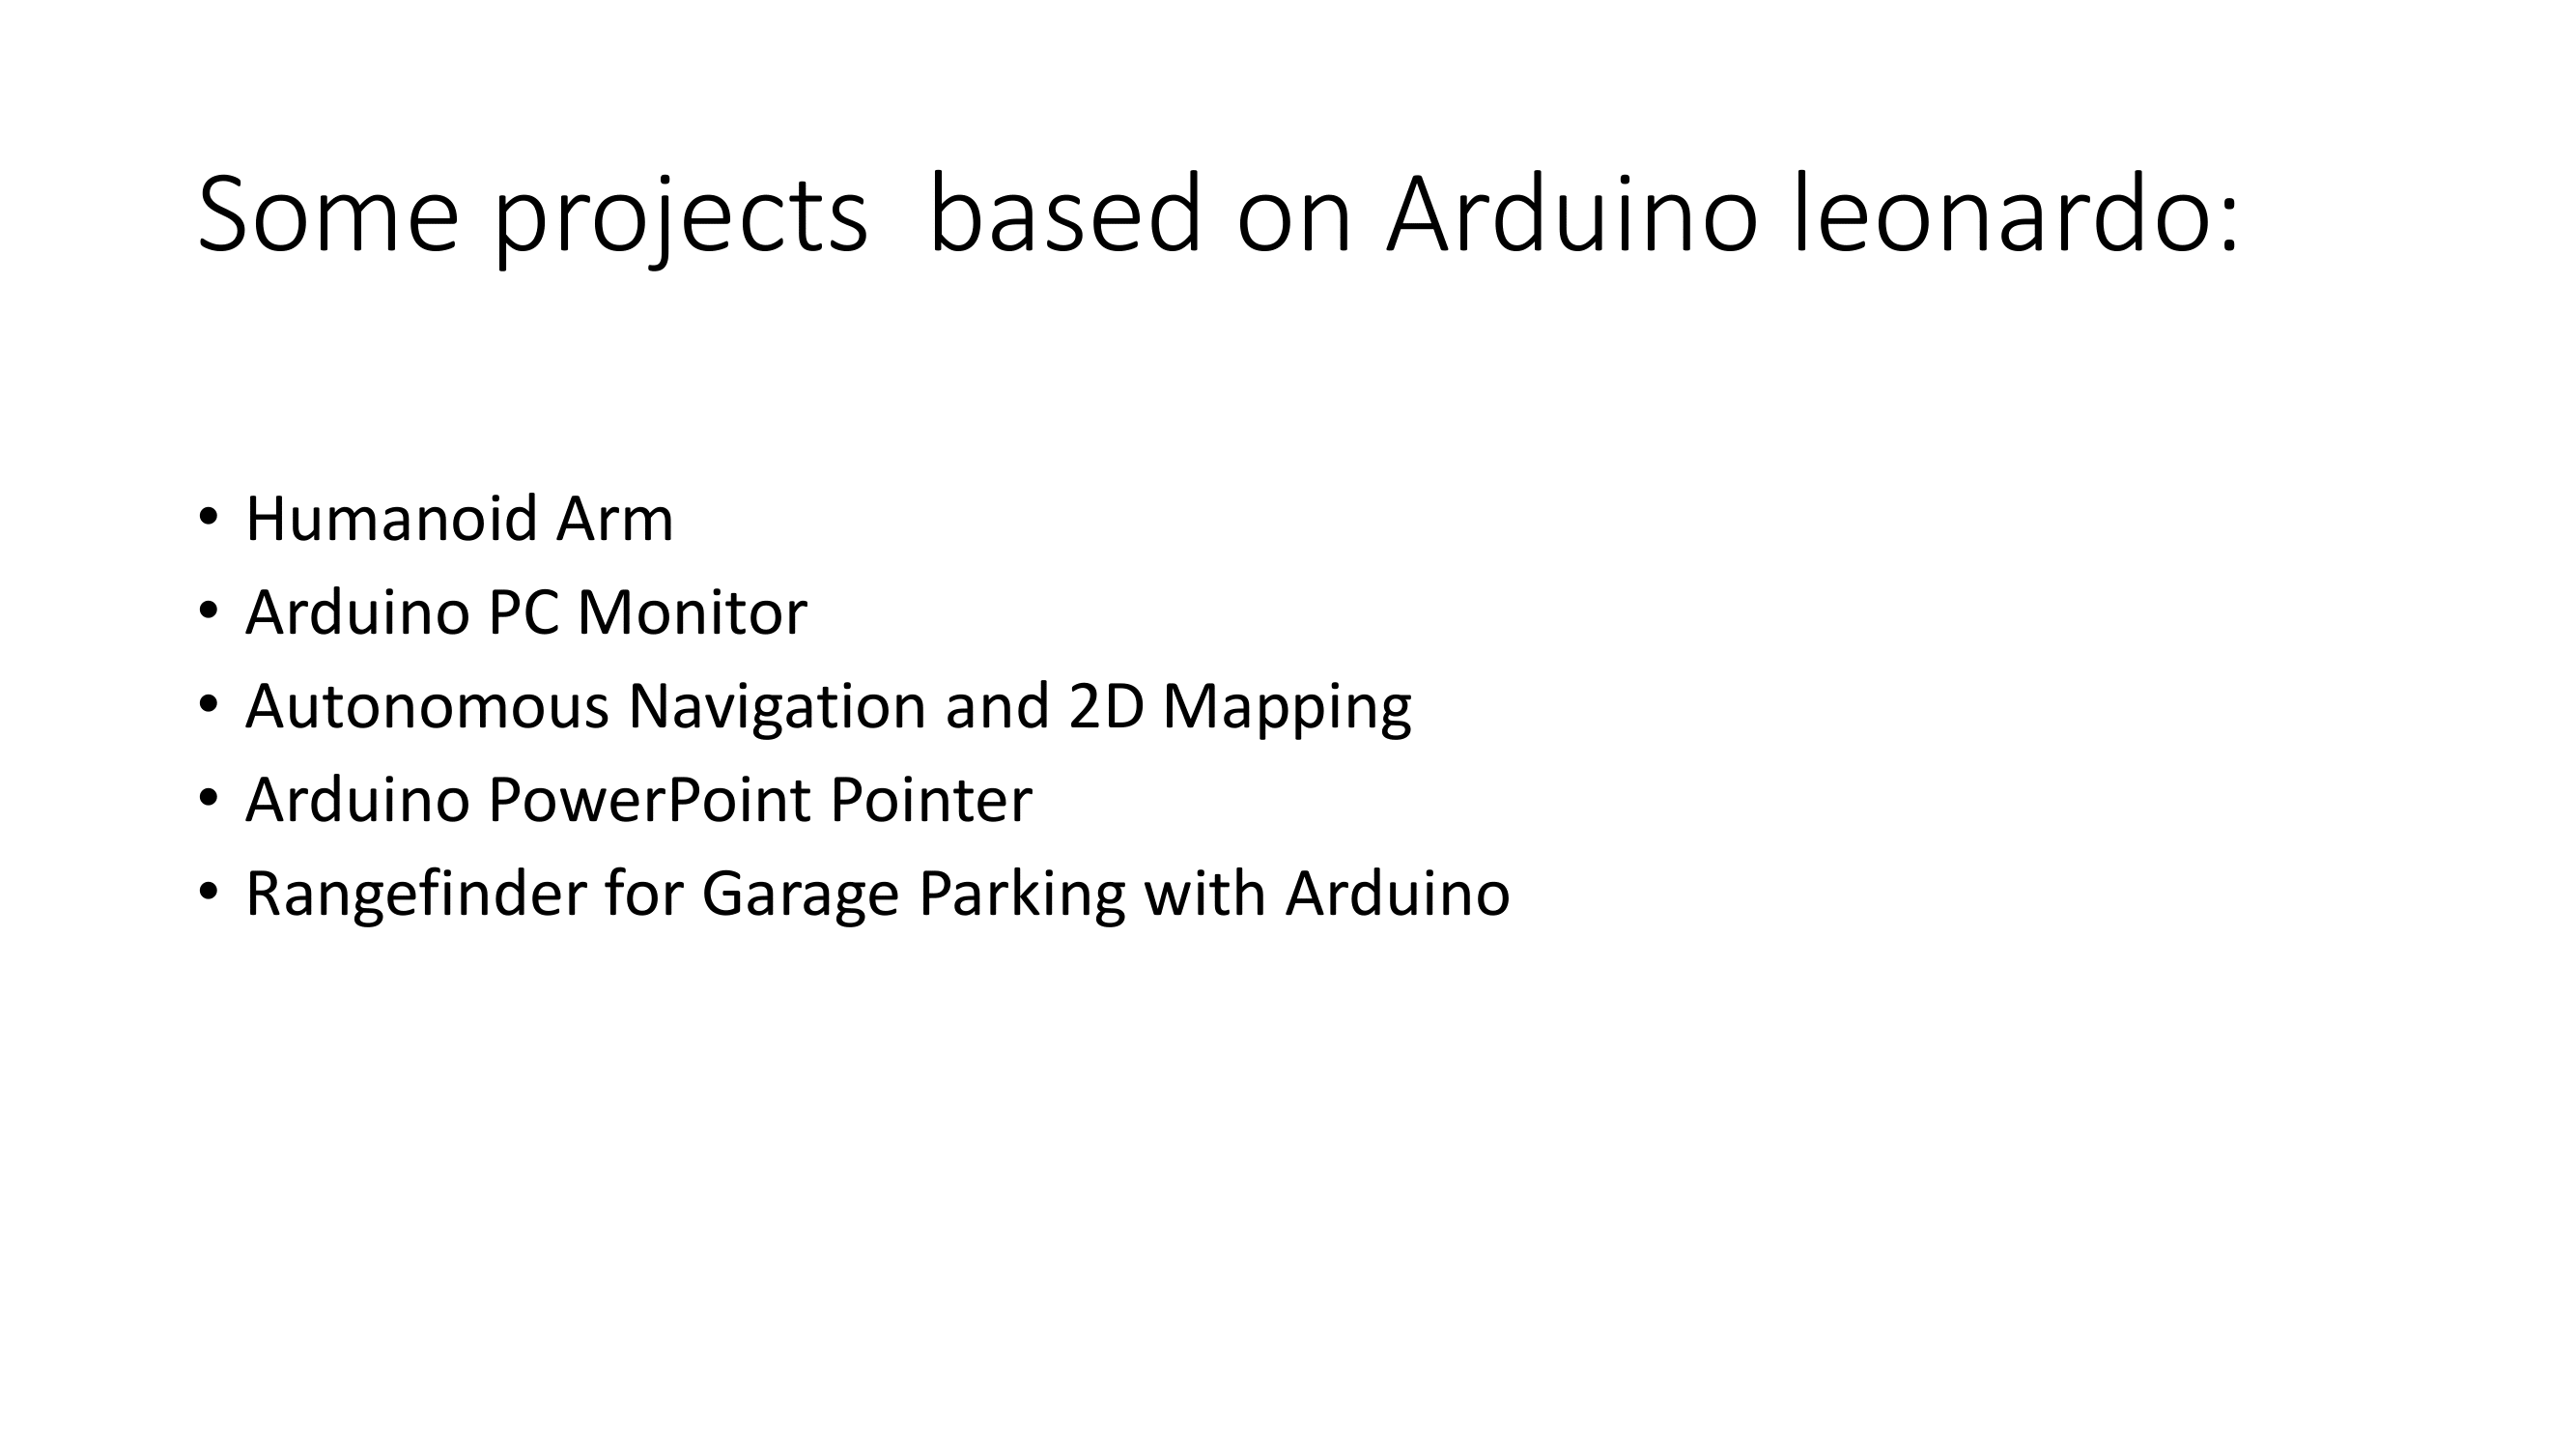 Some projects  based on Arduino leonardo:
• Humanoid Arm
• Arduino PC Monitor
• Autonomous Navigation and 2D Mapping
• Arduino PowerPoint Pointer
• Rangefinder for Garage Parking with Arduino